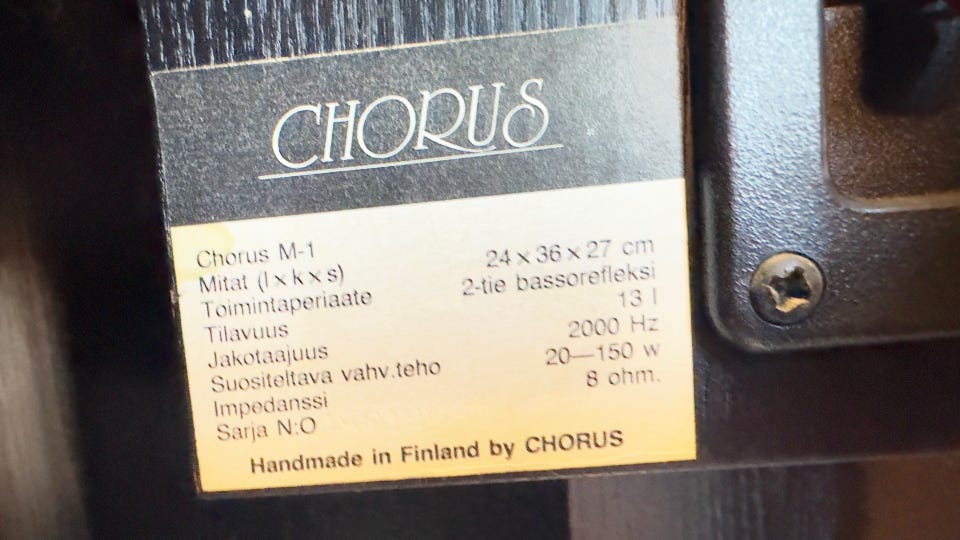 CHORUS
Chorus M-1
Mitat (l×k×s) 24×36×27 cm
Toimintaperiaate 2-tie bassorefleksi
Tilavuus 13 l
Jakotaajuus 2000 Hz
Suositeltava vahv.teho 20—150 w
Impedanssi 8 ohm.
Sarja N:O
Handmade in Finland by CHORUS